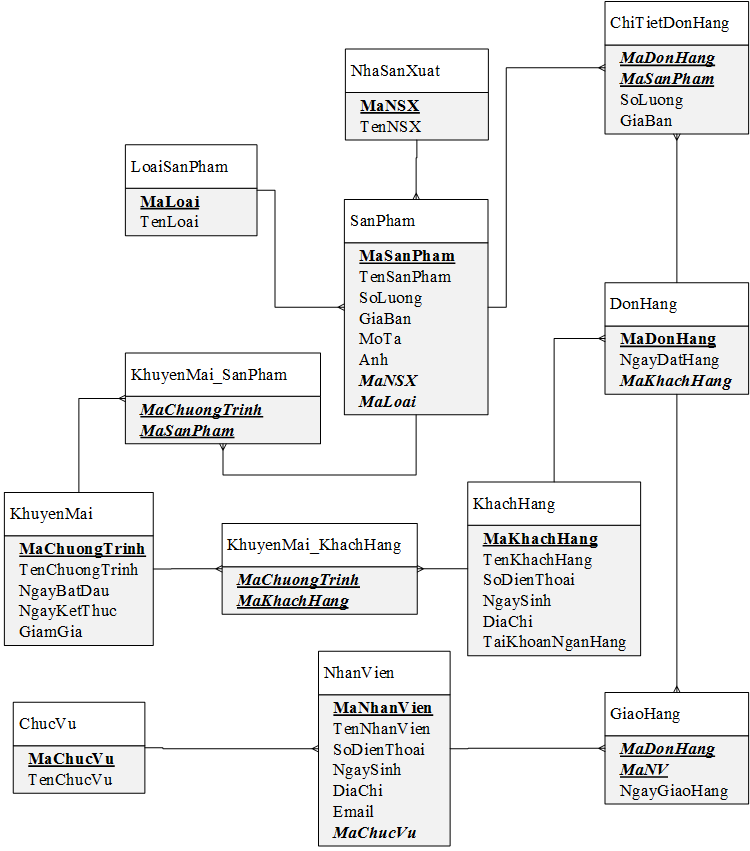 ChiTietDonHang
MaDonHang
MaSanPham
SoLuong
GiaBan
NhaSanXuat
MaNSX
TenNSX
LoaiSanPham
MaLoai
TenLoai
SanPham
MaSanPham
TenSanPham
SoLuong
GiaBan
MoTa
Anh
MaNSX
MaLoai
DonHang
MaDonHang
NgayDatHang
MaKhachHang
KhuyenMai_SanPham
MaChuongTrinh
MaSanPham
KhuyenMai
MaChuongTrinh
TenChuongTrinh
NgayBatDau
NgayKetThuc
GiamGia
KhuyenMai_KhachHang
MaChuongTrinh
MaKhachHang
KhachHang
MaKhachHang
TenKhachHang
SoDienThoai
NgaySinh
DiaChi
TaiKhoanNganHang
NhanVien
MaNhanVien
TenNhanVien
SoDienThoai
NgaySinh
DiaChi
Email
MaChucVu
ChucVu
MaChucVu
TenChucVu
GiaoHang
MaDonHang
MaNV
NgayGiaoHang